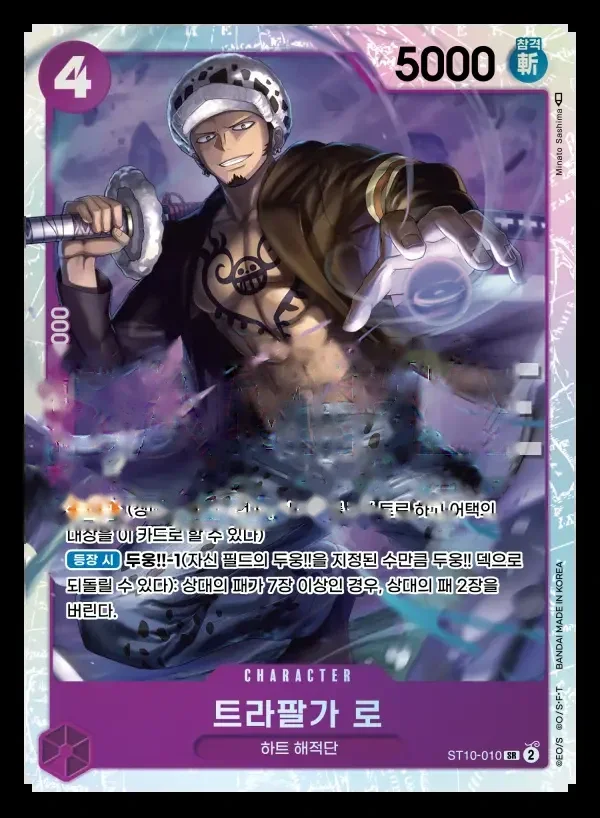 4
5000
참격
斬
Minato Sashima
000
대상을 이 카드로 할 수 있다)
등장 시 두웅!!-1(자신 필드의 두웅!!을 지정된 수만큼 두웅!! 덱으로
되돌릴 수 있다): 상대의 패가 7장 이상인 경우, 상대의 패 2장을
버린다.
CHARACTER
트라팔가 로
하트 해적단
ST10-010 SR 2
©EO/S ©O/S·F·T BANDAI MADE IN KOREA